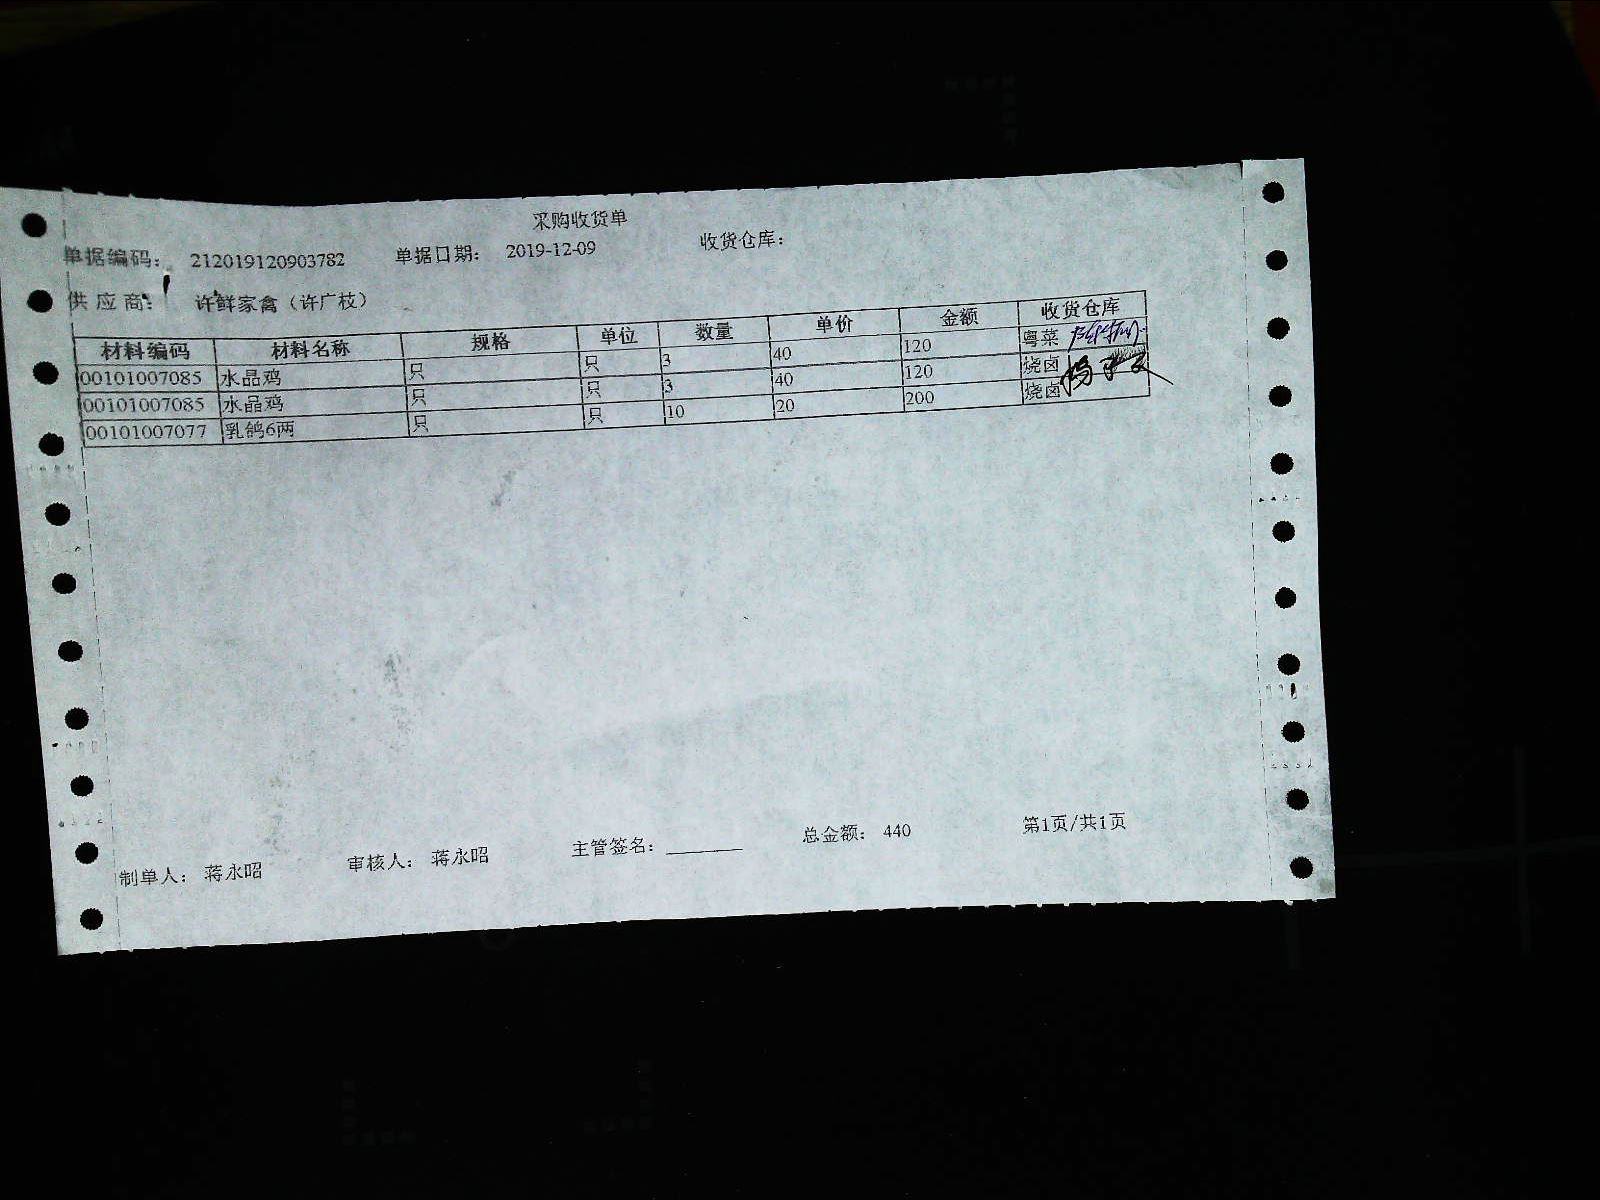 采购收货单
单据编码： 212019120903782 单据日期： 2019-12-09 收货仓库：
供应商： 许鲜家禽（许广枝）
材料编码 材料名称 规格 单位 数量 单价 金额 收货仓库
00101007085 水晶鸡 只 只 3 40 120 粤菜
00101007085 水晶鸡 只 只 3 40 120 烧卤
00101007077 乳鸽6两 只 只 10 20 200 烧卤
制单人： 蒋永昭 审核人： 蒋永昭 主管签名： 总金额： 440 第1页/共1页